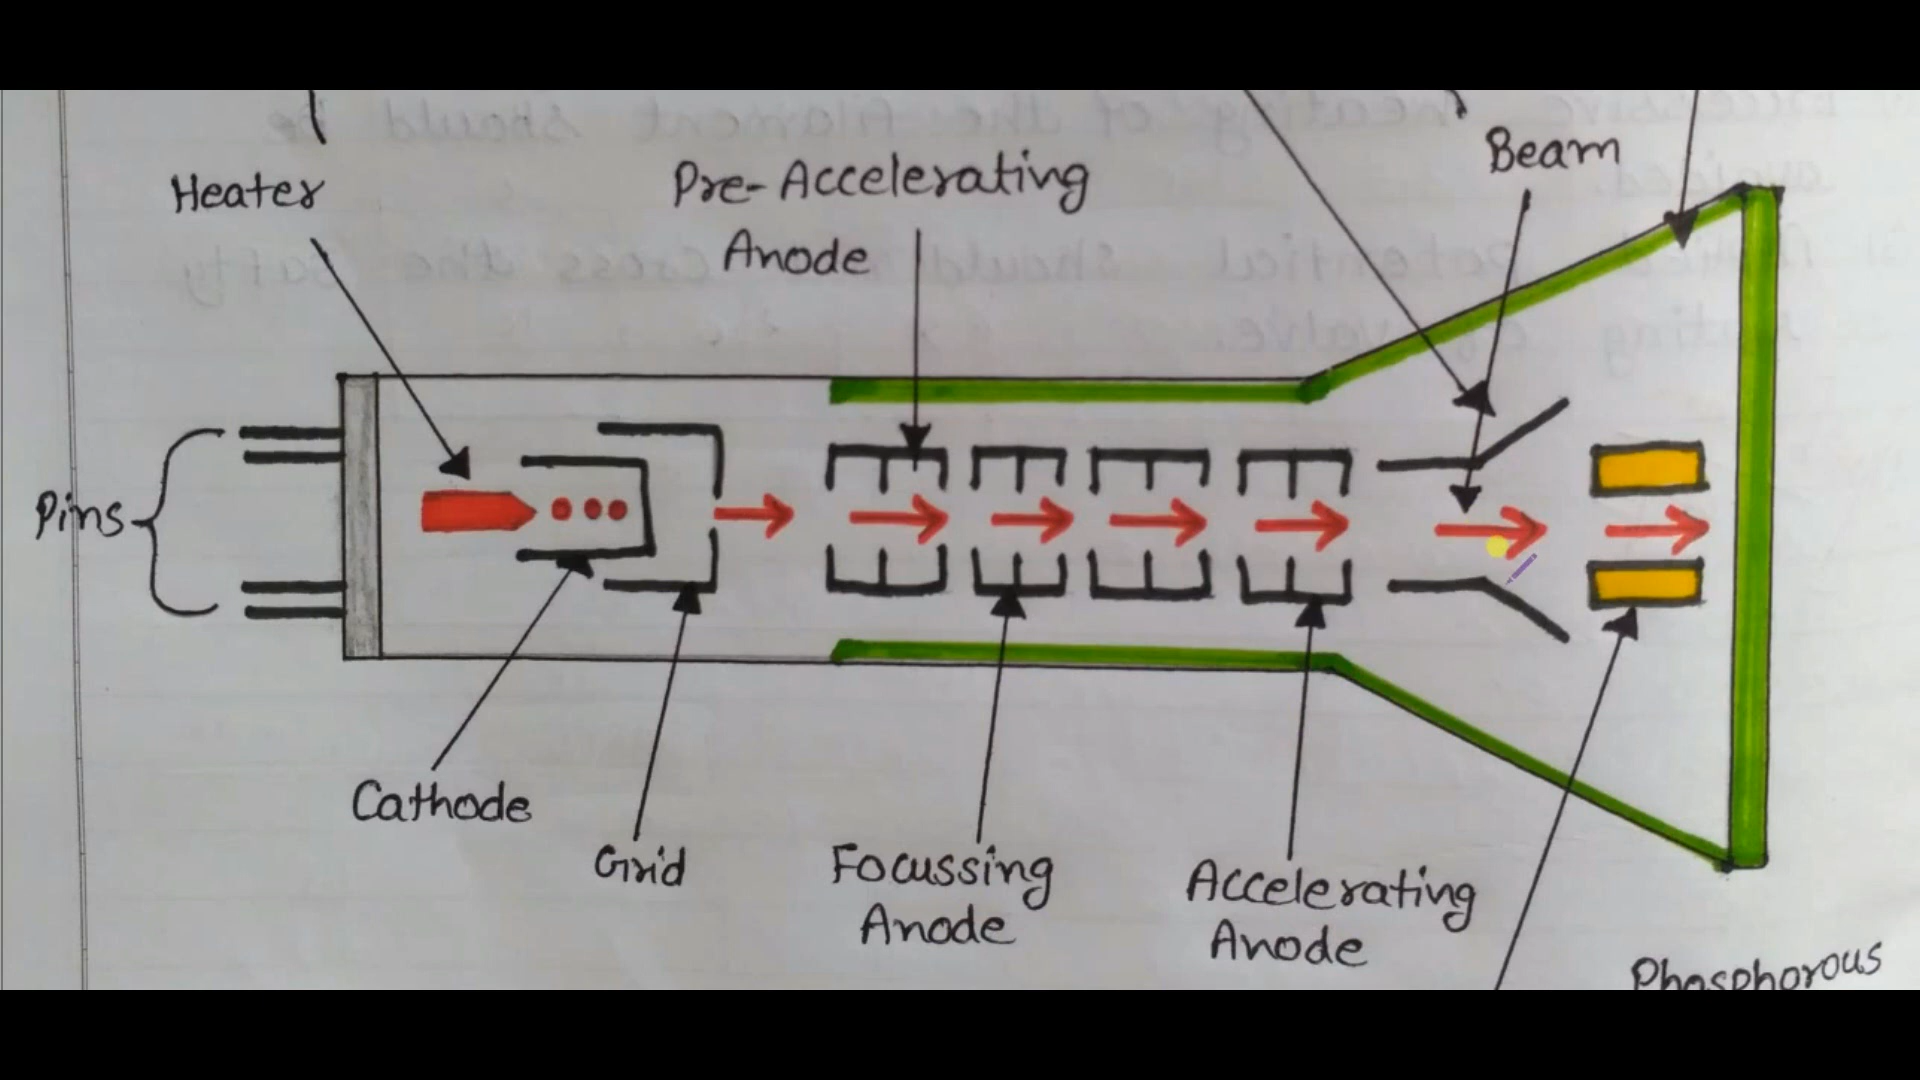 Heater
Pre-Accelerating
Anode
Beam
Pins
Cathode
Grid
Focussing
Anode
Accelerating
Anode
Phosphorous